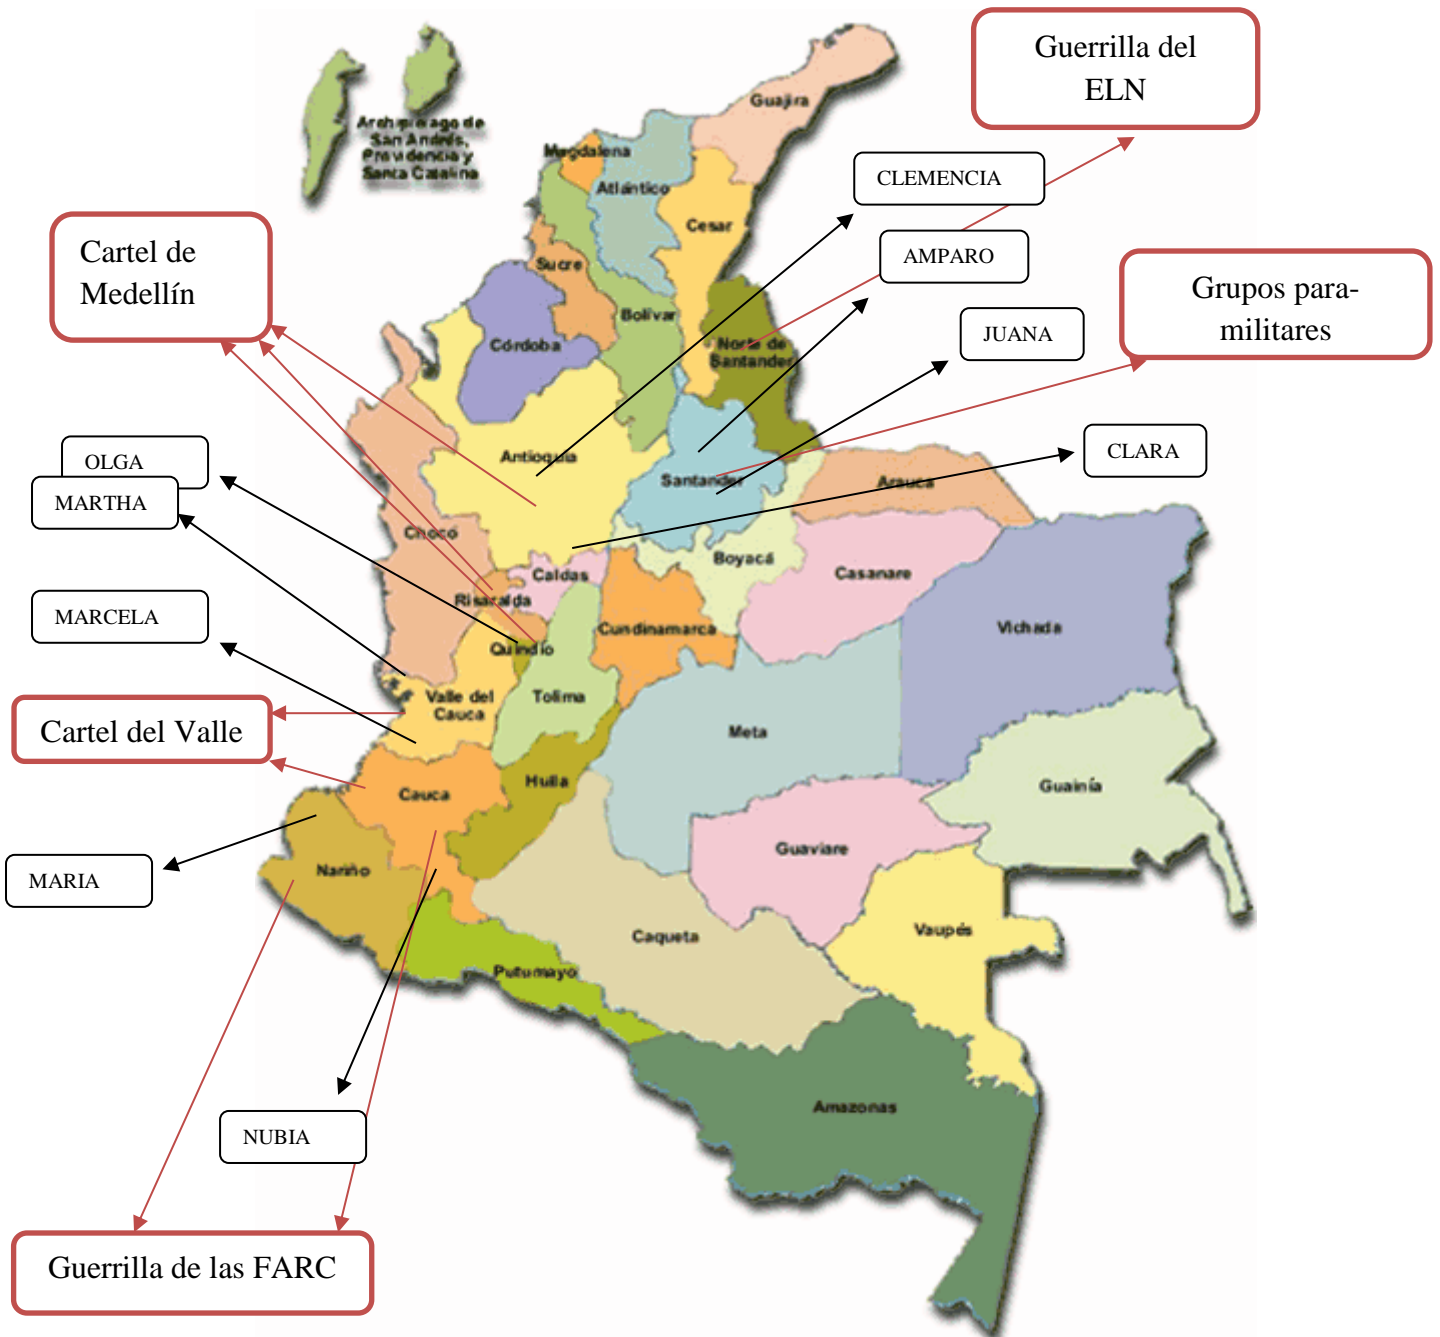 Guerrilla del
ELN
Guajira
Archipielago de
San Andrés,
Providencia y
Santa Catalina
Magdalena
Atlántico
CLEMENCIA
Cesar
Cartel de
Medellín
AMPARO
Sucre
Grupos para-
militares
Bolívar
Córdoba
Norte de
Santander
JUANA
OLGA
Antioquia
CLARA
Santander
Arauca
MARTHA
Choco
Boyacá
Caldas
Casanare
Risaralda
MARCELA
Cundinamarca
Vichada
Quindío
Valle del
Cauca
Tolima
Cartel del Valle
Meta
Huila
Cauca
Guainía
Guaviare
Nariño
MARIA
Caqueta
Vaupés
Putumayo
Amazonas
NUBIA
Guerrilla de las FARC